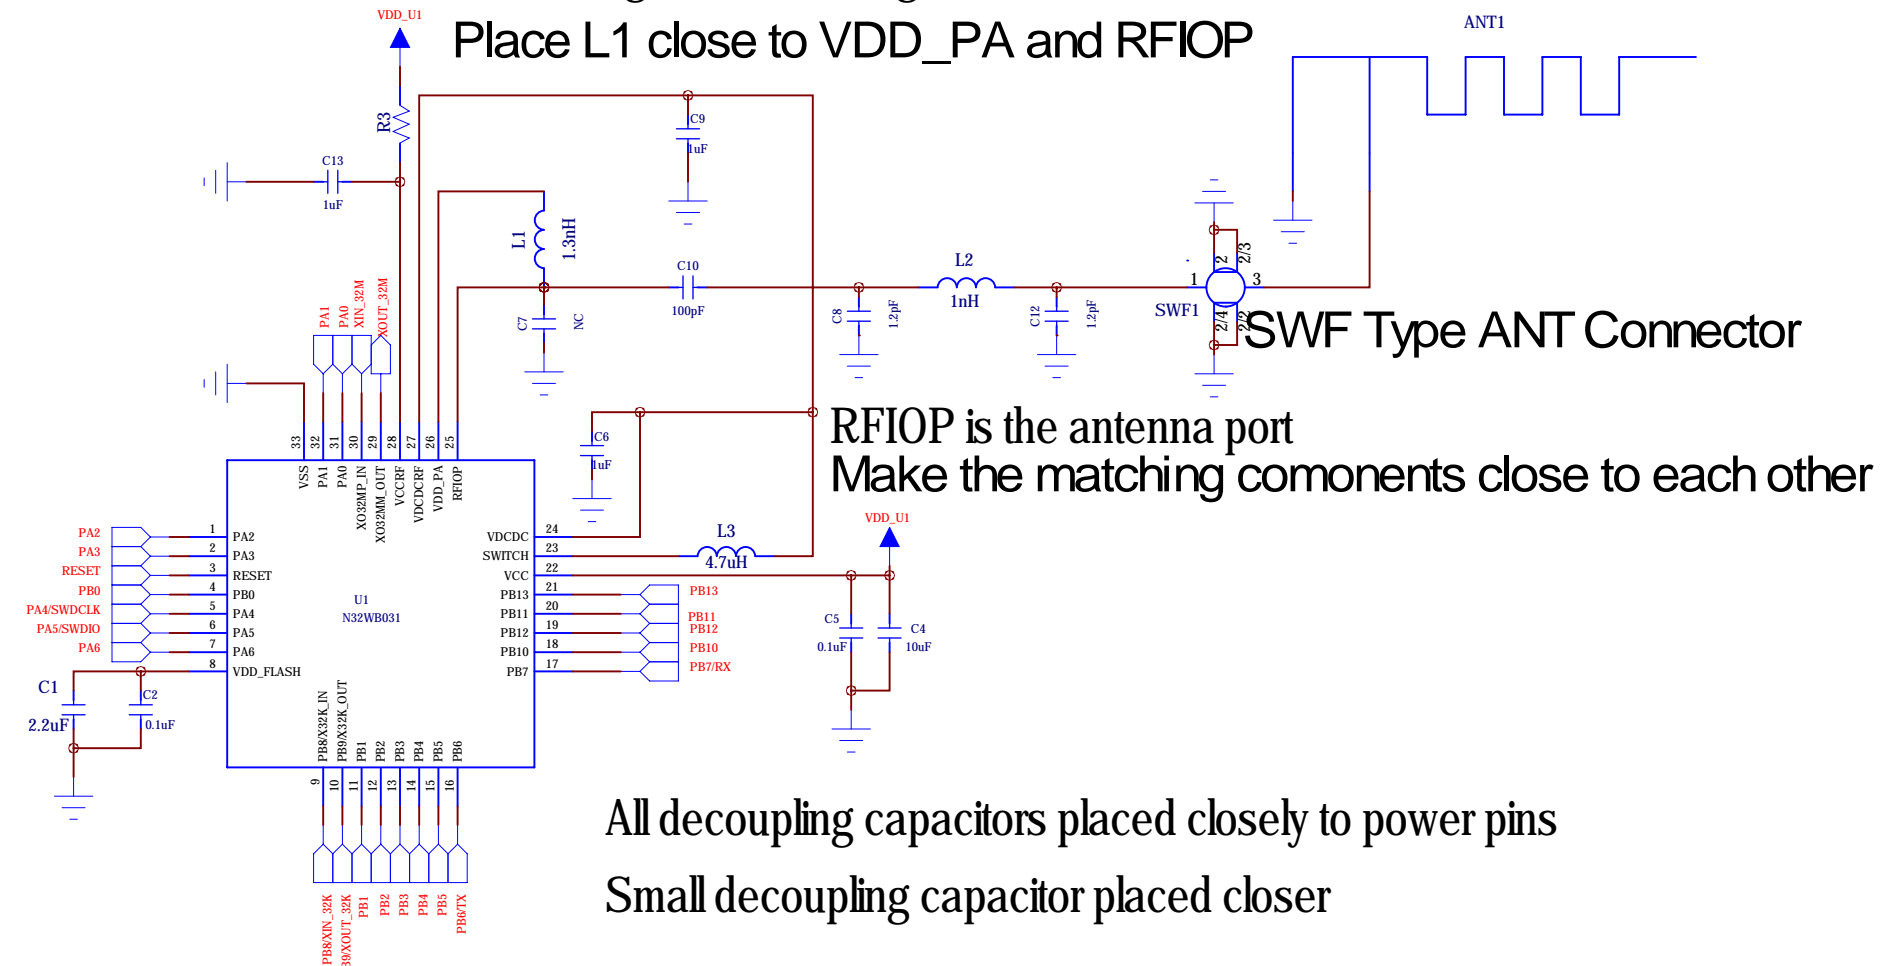 VDD_U1
Place L1 close to VDD_PA and RFIOP
ANT1
R3
C9
1uF
C13
1uF
L1
1.3nH
C10
100pF
L2
1nH
C7
NC
C8
1.2pF
C12
1.2pF
1
2
2/3
3
SWF1
2/4
2/2
SWF Type ANT Connector
PA1
PA0
XIN_32M
XOUT_32M
C6
1uF
RFIOP is the antenna port
Make the matching comonents close to each other
33
32
31
30
29
28
27
26
25
VSS
PA1
PA0
XO32MP_IN
XO32MM_OUT
VCCRF
VDCDCRF
VDD_PA
RFIOP
VDD_U1
PA2 1 PA2
PA3 2 PA3
RESET 3 RESET
PB0 4 PB0
PA4/SWDCLK 5 PA4
PA5/SWDIO 6 PA5
PA6 7 PA6
8 VDD_FLASH
U1
N32WB031
VDCDC 24
SWITCH 23
VCC 22
PB13 21 PB13
PB11 20 PB11
PB12 19 PB12
PB10 18 PB10
PB7 17 PB7/RX
L3
4.7uH
C5
0.1uF
C4
10uF
C1
2.2uF
C2
0.1uF
PB8/X32K_IN
PB9/X32K_OUT
PB1
PB2
PB3
PB4
PB5
PB6
9
10
11
12
13
14
15
16
PB8/XIN_32K
B9/XOUT_32K
PB1
PB2
PB3
PB4
PB5
PB6/TX
All decoupling capacitors placed closely to power pins
Small decoupling capacitor placed closer